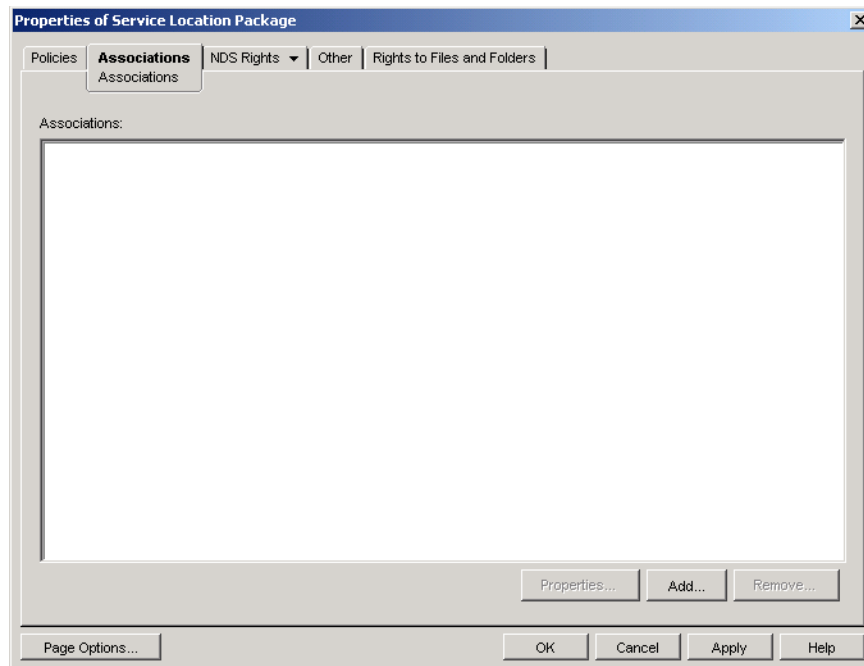 Properties of Service Location Package
Policies Associations NDS Rights Other Rights to Files and Folders
Associations
Associations:
Properties... Add... Remove...
Page Options... OK Cancel Apply Help